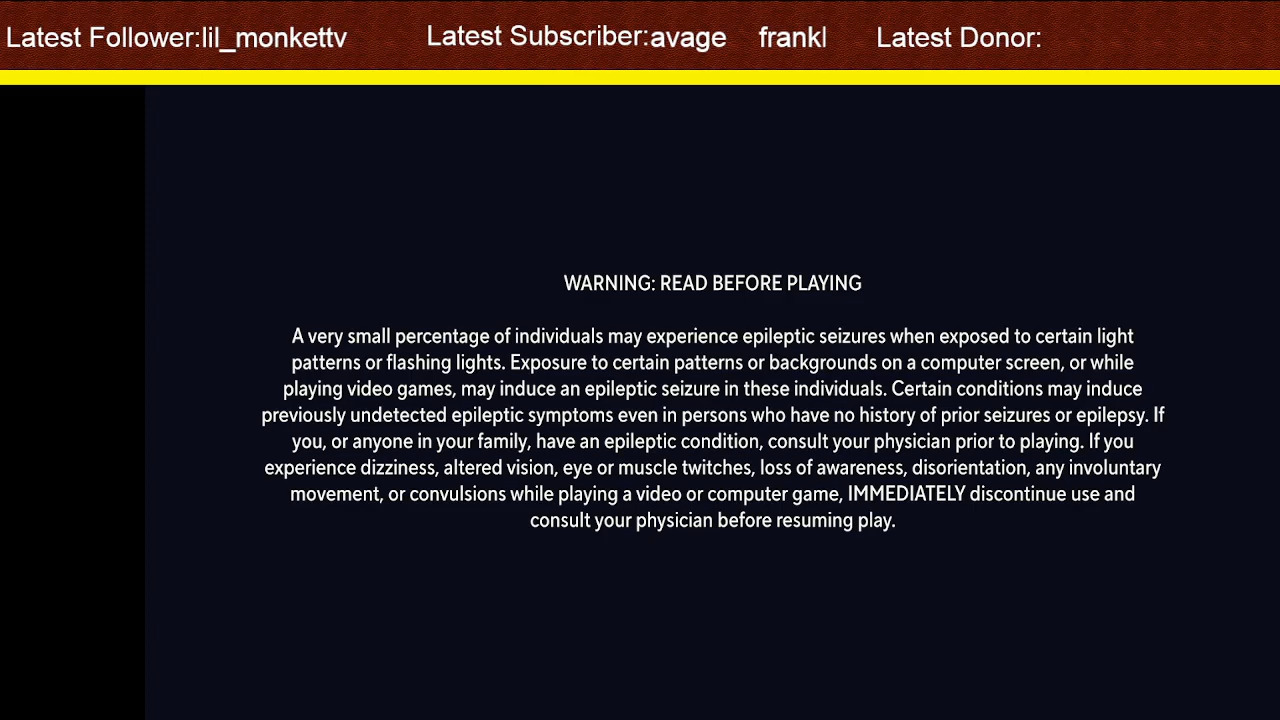 Latest Follower:lil_monkettv Latest Subscriber:avage frankl Latest Donor:
WARNING: READ BEFORE PLAYING
A very small percentage of individuals may experience epileptic seizures when exposed to certain light
patterns or flashing lights. Exposure to certain patterns or backgrounds on a computer screen, or while
playing video games, may induce an epileptic seizure in these individuals. Certain conditions may induce
previously undetected epileptic symptoms even in persons who have no history of prior seizures or epilepsy. If
you, or anyone in your family, have an epileptic condition, consult your physician prior to playing. If you
experience dizziness, altered vision, eye or muscle twitches, loss of awareness, disorientation, any involuntary
movement, or convulsions while playing a video or computer game, IMMEDIATELY discontinue use and
consult your physician before resuming play.